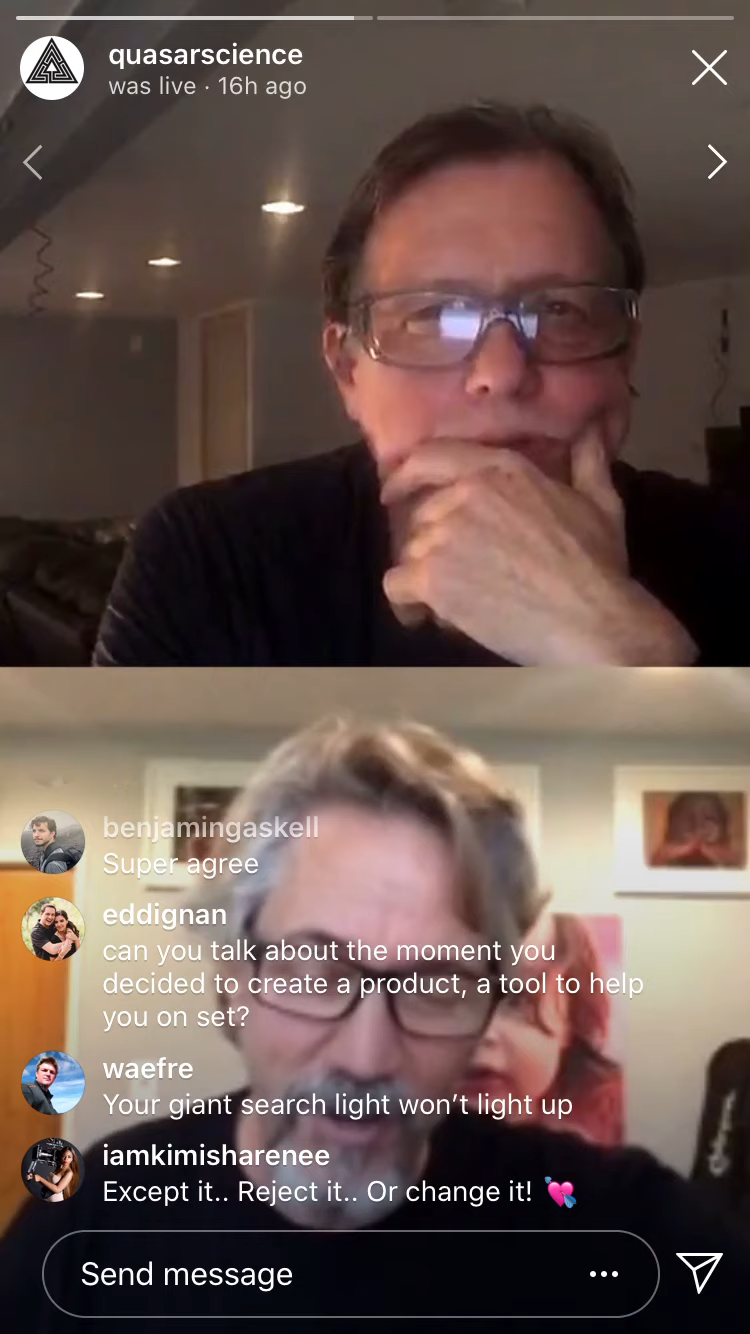 quasarscience
was live · 16h ago
benjamingaskell
Super agree
eddignan
can you talk about the moment you
decided to create a product, a tool to help
you on set?
waefre
Your giant search light won't light up
iamkimisharenee
Except it.. Reject it.. Or change it! 💘
Send message